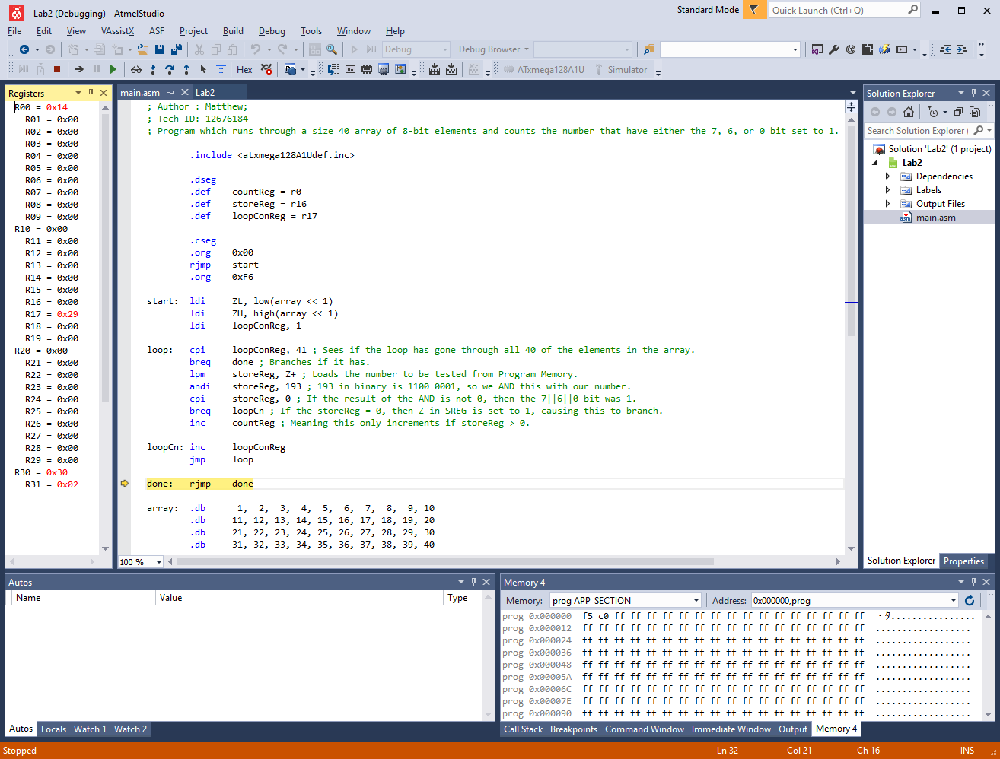 Lab2 (Debugging) - AtmelStudio
Standard Mode
Quick Launch (Ctrl+Q)
File Edit View VAssistX ASF Project Build Debug Tools Window Help
Debug Debug Browser
Hex ATxmega128A1U Simulator
Registers
R00 = 0x14
R01 = 0x00
R02 = 0x00
R03 = 0x00
R04 = 0x00
R05 = 0x00
R06 = 0x00
R07 = 0x00
R08 = 0x00
R09 = 0x00
R10 = 0x00
R11 = 0x00
R12 = 0x00
R13 = 0x00
R14 = 0x00
R15 = 0x00
R16 = 0x00
R17 = 0x29
R18 = 0x00
R19 = 0x00
R20 = 0x00
R21 = 0x00
R22 = 0x00
R23 = 0x00
R24 = 0x00
R25 = 0x00
R26 = 0x00
R27 = 0x00
R28 = 0x00
R29 = 0x00
R30 = 0x30
R31 = 0x02
main.asm Lab2
; Author : Matthew;
; Tech ID: 12676184
; Program which runs through a size 40 array of 8-bit elements and counts the number that have either the 7, 6, or 0 bit set to 1.
.include <atxmega128A1Udef.inc>
.dseg
.def countReg = r0
.def storeReg = r16
.def loopConReg = r17
.cseg
.org 0x00
rjmp start
.org 0xF6
start: ldi ZL, low(array << 1)
ldi ZH, high(array << 1)
ldi loopConReg, 1
loop: cpi loopConReg, 41 ; Sees if the loop has gone through all 40 of the elements in the array.
breq done ; Branches if it has.
lpm storeReg, Z+ ; Loads the number to be tested from Program Memory.
andi storeReg, 193 ; 193 in binary is 1100 0001, so we AND this with our number.
cpi storeReg, 0 ; If the result of the AND is not 0, then the 7||6||0 bit was 1.
breq loopCn ; If the storeReg = 0, then Z in SREG is set to 1, causing this to branch.
inc countReg ; Meaning this only increments if storeReg > 0.
loopCn: inc loopConReg
jmp loop
done: rjmp done
array: .db 1, 2, 3, 4, 5, 6, 7, 8, 9, 10
.db 11, 12, 13, 14, 15, 16, 17, 18, 19, 20
.db 21, 22, 23, 24, 25, 26, 27, 28, 29, 30
.db 31, 32, 33, 34, 35, 36, 37, 38, 39, 40
100 %
Solution Explorer
Search Solution Explorer (
Solution 'Lab2' (1 project)
Lab2
Dependencies
Labels
Output Files
main.asm
Solution Explorer Properties
Autos
Name Value Type
Autos Locals Watch 1 Watch 2
Memory 4
Memory: prog APP_SECTION Address: 0x000000,prog
prog 0x000000 f5 c0 ff ff ff ff ff ff ff ff ff ff ff ff ff ff ff ff ・タ................
prog 0x000012 ff ff ff ff ff ff ff ff ff ff ff ff ff ff ff ff ff ff ..................
prog 0x000024 ff ff ff ff ff ff ff ff ff ff ff ff ff ff ff ff ff ff ..................
prog 0x000036 ff ff ff ff ff ff ff ff ff ff ff ff ff ff ff ff ff ff ..................
prog 0x000048 ff ff ff ff ff ff ff ff ff ff ff ff ff ff ff ff ff ff ..................
prog 0x00005A ff ff ff ff ff ff ff ff ff ff ff ff ff ff ff ff ff ff ..................
prog 0x00006C ff ff ff ff ff ff ff ff ff ff ff ff ff ff ff ff ff ff ..................
prog 0x00007E ff ff ff ff ff ff ff ff ff ff ff ff ff ff ff ff ff ff ..................
prog 0x000090 ff ff ff ff ff ff ff ff ff ff ff ff ff ff ff ff ff ff ..................
Call Stack Breakpoints Command Window Immediate Window Output Memory 4
Stopped Ln 32 Col 21 Ch 16 INS